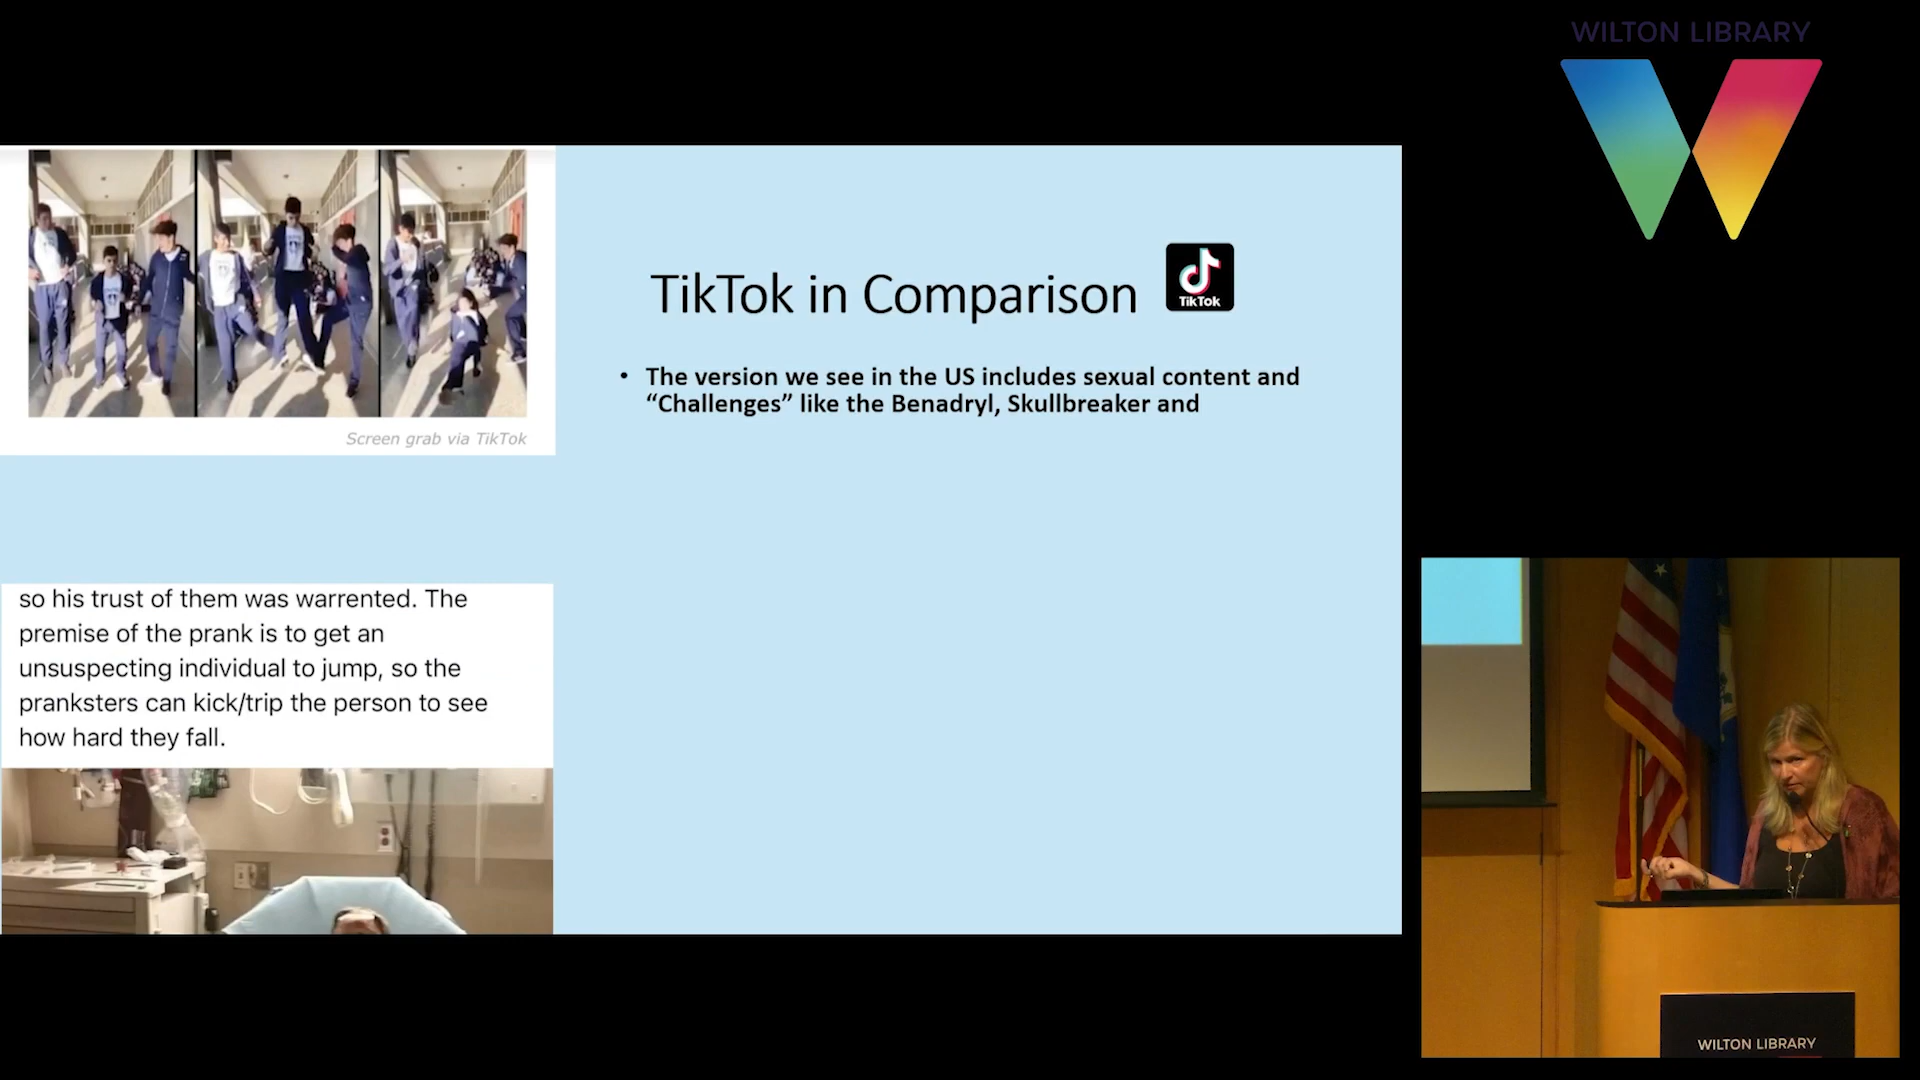 WILTON LIBRARY
TikTok in Comparison
TikTok
• The version we see in the US includes sexual content and
“Challenges” like the Benadryl, Skullbreaker and
Screen grab via TikTok
so his trust of them was warrented. The
premise of the prank is to get an
unsuspecting individual to jump, so the
pranksters can kick/trip the person to see
how hard they fall.
WILTON LIBRARY